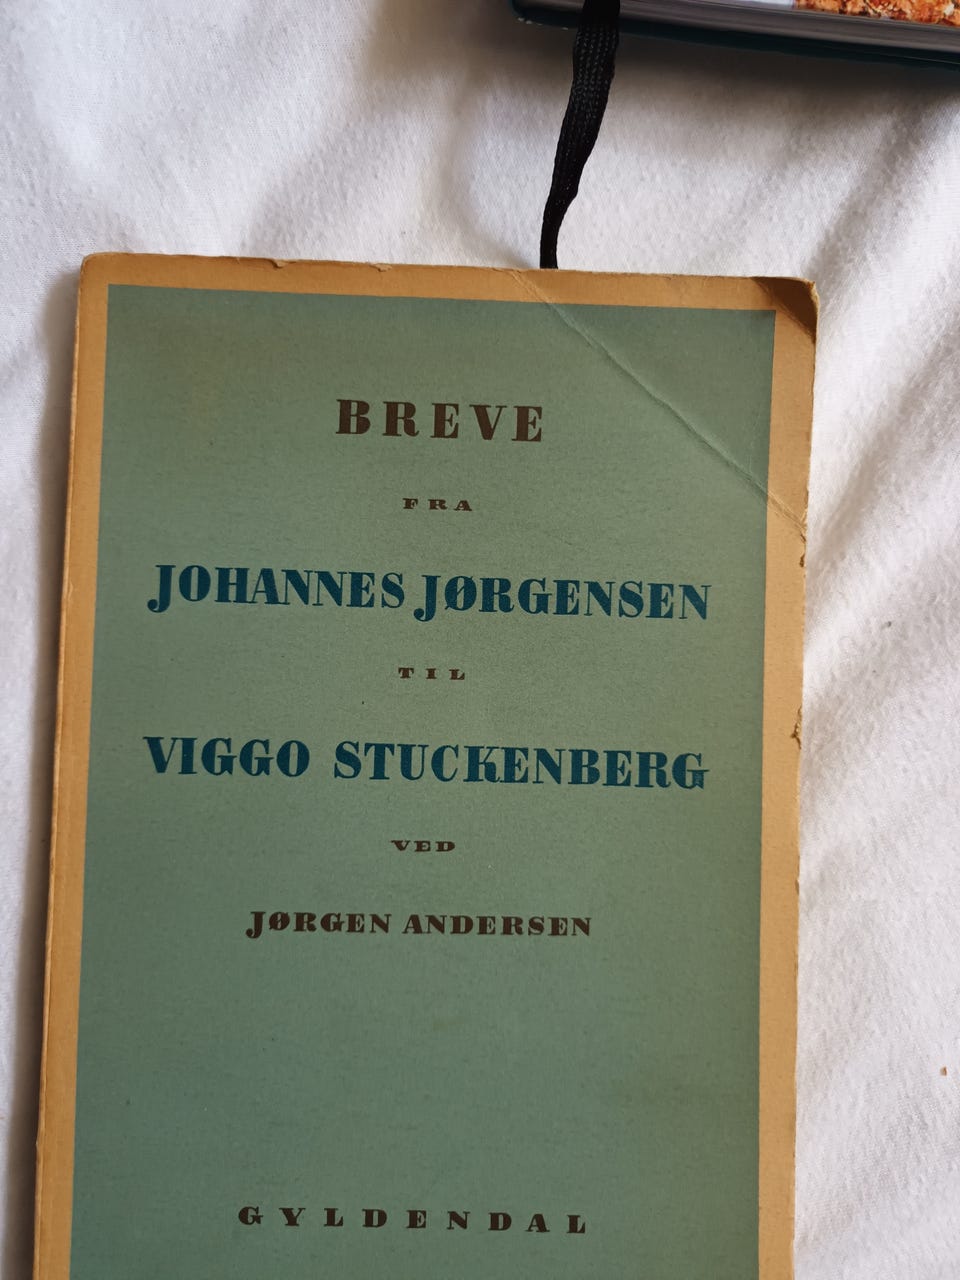 BREVE
FRA
JOHANNES JØRGENSEN
TIL
VIGGO STUCKENBERG
VED
JØRGEN ANDERSEN
GYLDENDAL